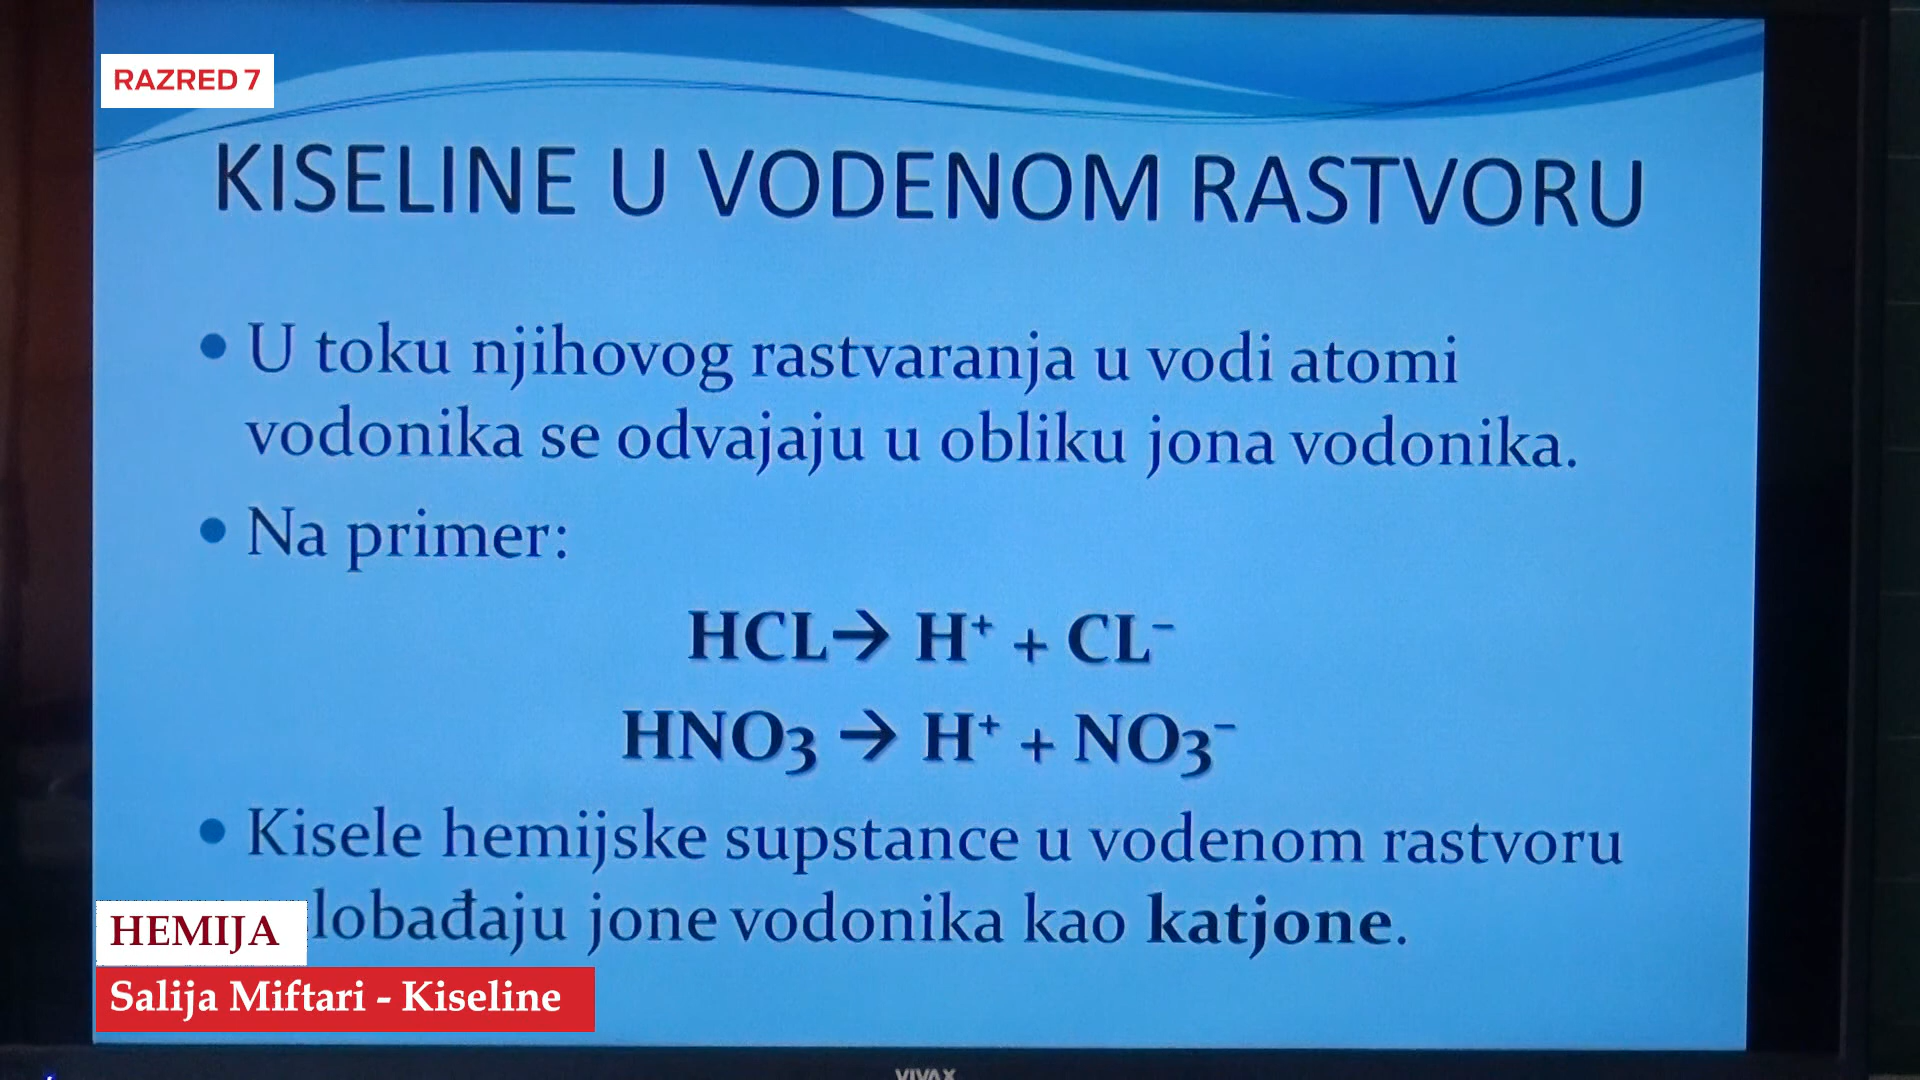 RAZRED 7
KISELINE U VODENOM RASTVORU
• U toku njihovog rastvaranja u vodi atomi
vodonika se odvajaju u obliku jona vodonika.
• Na primer:
HCL→ H⁺ + CL⁻
HNO3 → H⁺ + NO3⁻
• Kisele hemijske supstance u vodenom rastvoru
lobađaju jone vodonika kao katjone.
HEMIJA
Salija Miftari - Kiseline
VIVAX